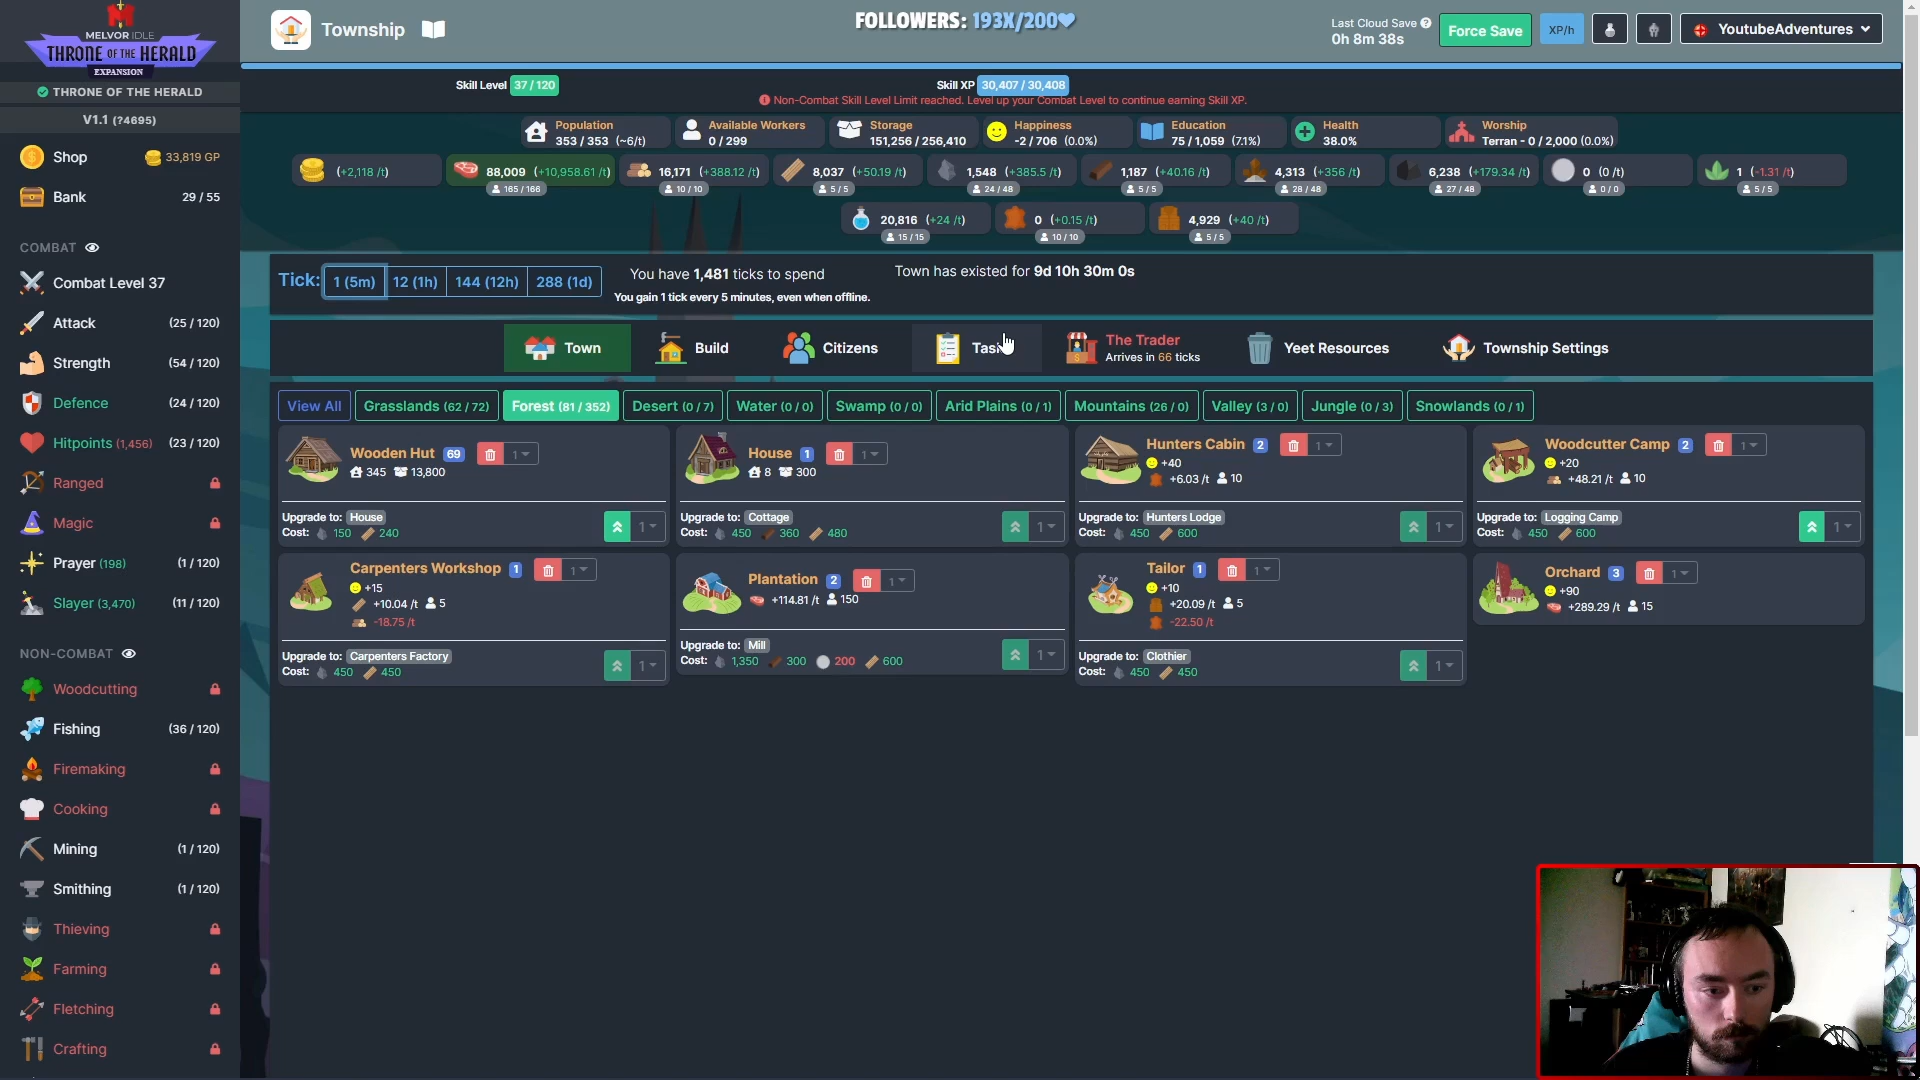 MELVOR IDLE
THRONE OF THE HERALD
EXPANSION
THRONE OF THE HERALD
V1.1 (?4695)
Shop 33,819 GP
Bank 29 / 55
COMBAT
Combat Level 37
Attack (25 / 120)
Strength (54 / 120)
Defence (24 / 120)
Hitpoints (1,456) (23 / 120)
Ranged
Magic
Prayer (198) (1 / 120)
Slayer (3,470) (11 / 120)
NON-COMBAT
Woodcutting
Fishing (36 / 120)
Firemaking
Cooking
Mining (1 / 120)
Smithing (1 / 120)
Thieving
Farming
Fletching
Crafting
Township
FOLLOWERS: 193X/200
Last Cloud Save
0h 8m 38s
Force Save
XP/h
YoutubeAdventures
Skill Level 37 / 120
Skill XP 30,407 / 30,408
Non-Combat Skill Level Limit reached. Level up your Combat Level to continue earning Skill XP.
Population
353 / 353 (~6/t)
Available Workers
0 / 299
Storage
151,256 / 256,410
Happiness
-2 / 706 (0.0%)
Education
75 / 1,059 (7.1%)
Health
38.0%
Worship
Terran - 0 / 2,000 (0.0%)
(+2,118 /t)
88,009 (+10,958.61 /t)
165 / 166
16,171 (+388.12 /t)
10 / 10
8,037 (+50.19 /t)
5 / 5
1,548 (+385.5 /t)
24 / 48
1,187 (+40.16 /t)
5 / 5
4,313 (+356 /t)
28 / 48
6,238 (+179.34 /t)
27 / 48
0 (0 /t)
0 / 0
1 (-1.31 /t)
5 / 5
20,816 (+24 /t)
15 / 15
0 (+0.15 /t)
10 / 10
4,929 (+40 /t)
5 / 5
Tick: 1 (5m) 12 (1h) 144 (12h) 288 (1d)
You have 1,481 ticks to spend
You gain 1 tick every 5 minutes, even when offline.
Town has existed for 9d 10h 30m 0s
Town
Build
Citizens
The Trader
Arrives in 66 ticks
Yeet Resources
Township Settings
View All
Grasslands (62 / 72)
Forest (81 / 352)
Desert (0 / 7)
Water (0 / 0)
Swamp (0 / 0)
Arid Plains (0 / 1)
Mountains (26 / 0)
Valley (3 / 0)
Jungle (0 / 3)
Snowlands (0 / 1)
Wooden Hut 69 1
345 13,800
Upgrade to: House
Cost: 150 240
1
House 1 1
8 300
Upgrade to: Cottage
Cost: 450 360 480
1
Hunters Cabin 2 1
+40
+6.03 /t 10
Upgrade to: Hunters Lodge
Cost: 450 600
1
Woodcutter Camp 2 1
+20
+48.21 /t 10
Upgrade to: Logging Camp
Cost: 450 600
1
Carpenters Workshop 1 1
+15
+10.04 /t 5
-18.75 /t
Upgrade to: Carpenters Factory
Cost: 450 450
1
Plantation 2 1
+114.81 /t 150
Upgrade to: Mill
Cost: 1,350 300 200 600
1
Tailor 1 1
+10
+20.09 /t 5
-22.50 /t
Upgrade to: Clothier
Cost: 450 450
1
Orchard 3 1
+90
+289.29 /t 15